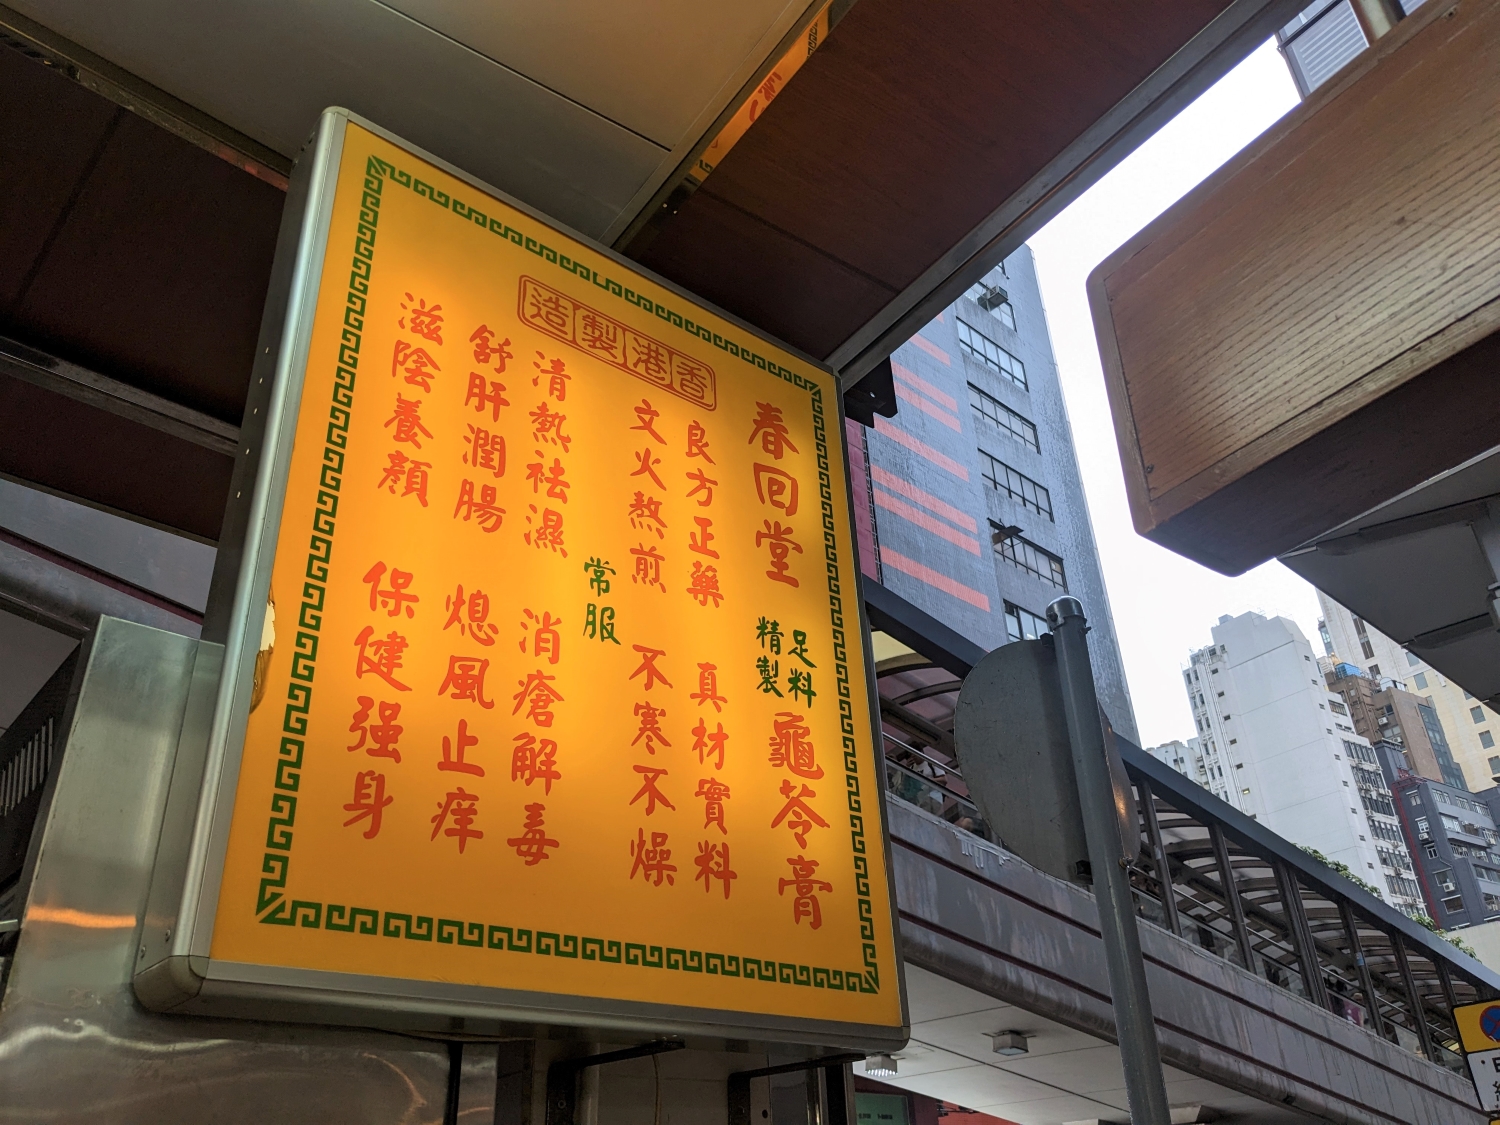 香港製造
春回堂 足料精製 龜苓膏
良方正藥 真材實料
文火熬煎 不寒不燥
常服
清熱祛濕 消瘡解毒
舒肝潤腸 熄風止痒
滋陰養顏 保健强身